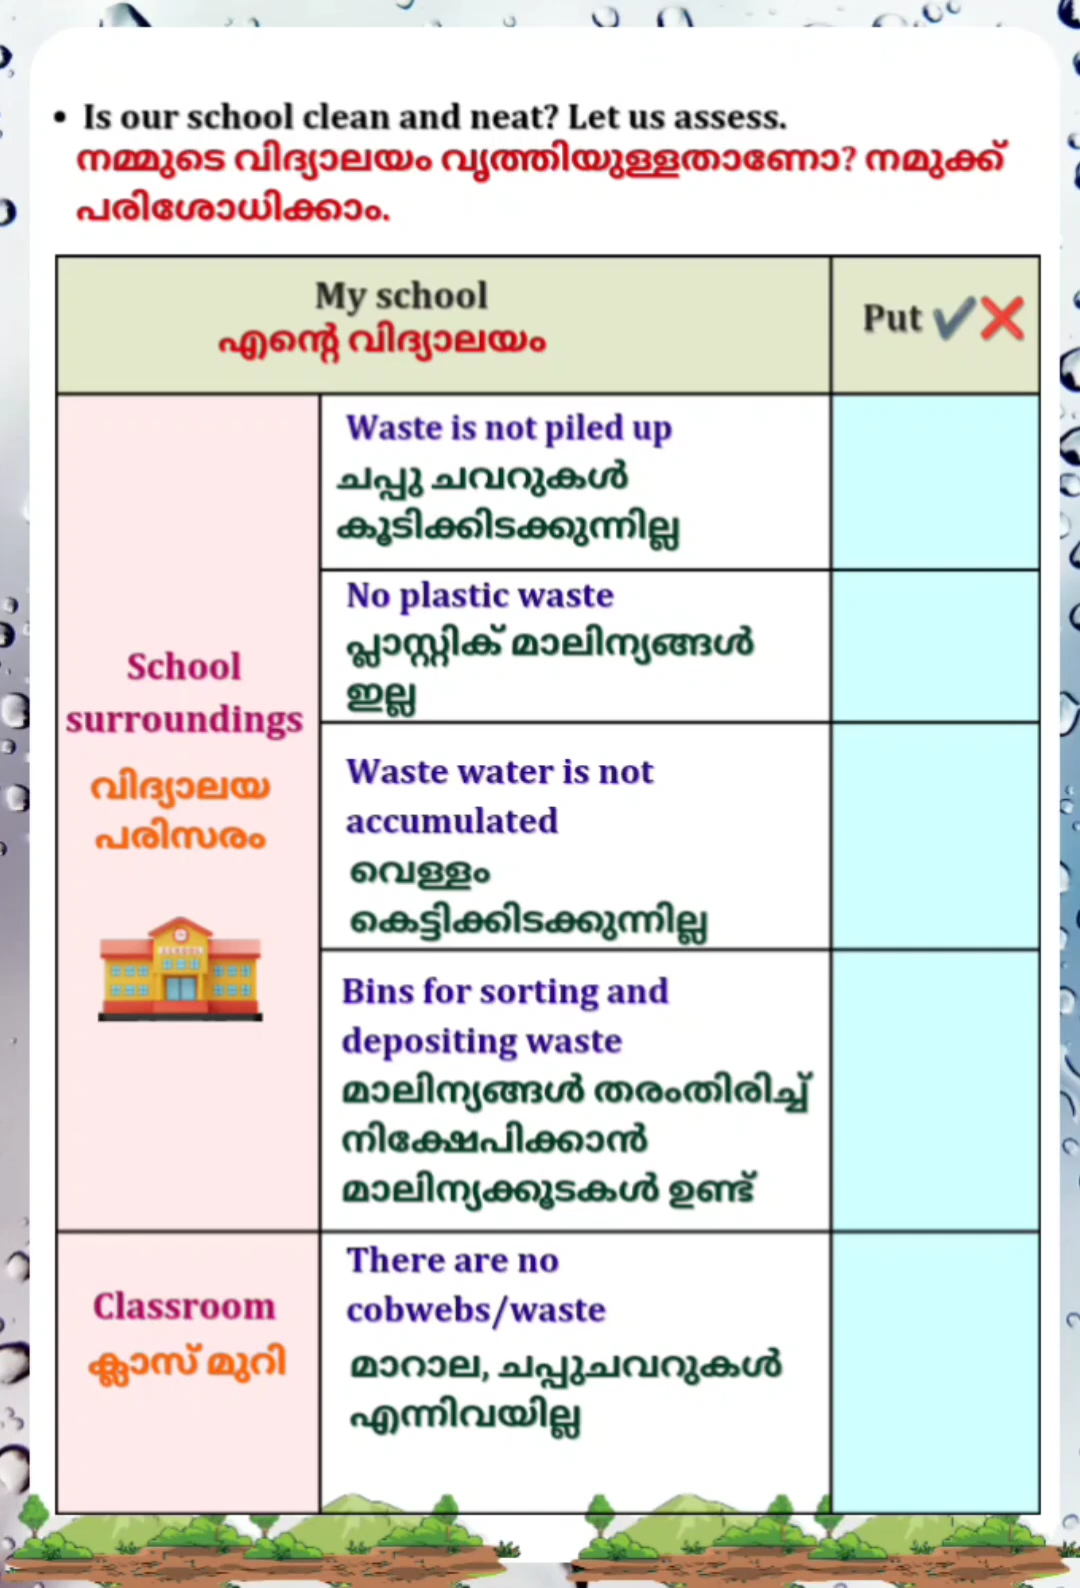 • Is our school clean and neat? Let us assess.
നമ്മുടെ വിദ്യാലയം വൃത്തിയുള്ളതാണോ? നമുക്ക്
പരിശോധിക്കാം.
My school
എന്റെ വിദ്യാലയം
Put ✔️❌
School
surroundings
വിദ്യാലയ
പരിസരം
SCHOOL
Waste is not piled up
ചപ്പു ചവറുകൾ
കൂടിക്കിടക്കുന്നില്ല
No plastic waste
പ്ലാസ്റ്റിക് മാലിന്യങ്ങൾ
ഇല്ല
Waste water is not
accumulated
വെള്ളം
കെട്ടിക്കിടക്കുന്നില്ല
Bins for sorting and
depositing waste
മാലിന്യങ്ങൾ തരംതിരിച്ച്
നിക്ഷേപിക്കാൻ
മാലിന്യക്കൂടകൾ ഉണ്ട്
Classroom
ക്ലാസ് മുറി
There are no
cobwebs/waste
മാറാല, ചപ്പുചവറുകൾ
എന്നിവയില്ല